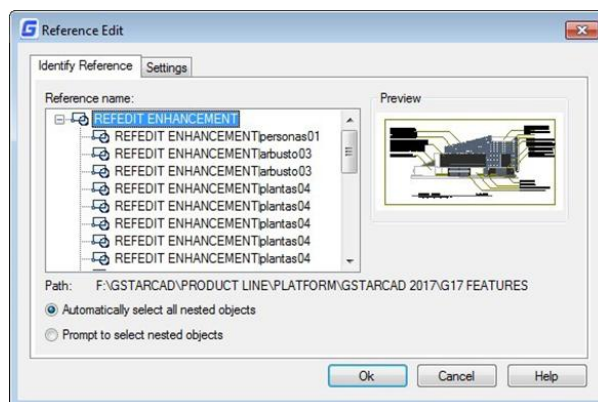 Reference Edit
Identify Reference
Settings
Reference name:
Preview
REFEDIT ENHANCEMENT
REFEDIT ENHANCEMENT|personas01
REFEDIT ENHANCEMENT|arbusto03
REFEDIT ENHANCEMENT|arbusto03
REFEDIT ENHANCEMENT|plantas04
REFEDIT ENHANCEMENT|plantas04
REFEDIT ENHANCEMENT|plantas04
REFEDIT ENHANCEMENT|plantas04
REFEDIT ENHANCEMENT|plantas04
Path: F:\GSTARCAD\PRODUCT LINE\PLATFORM\GSTARCAD 2017\G17 FEATURES
Automatically select all nested objects
Prompt to select nested objects
Ok
Cancel
Help